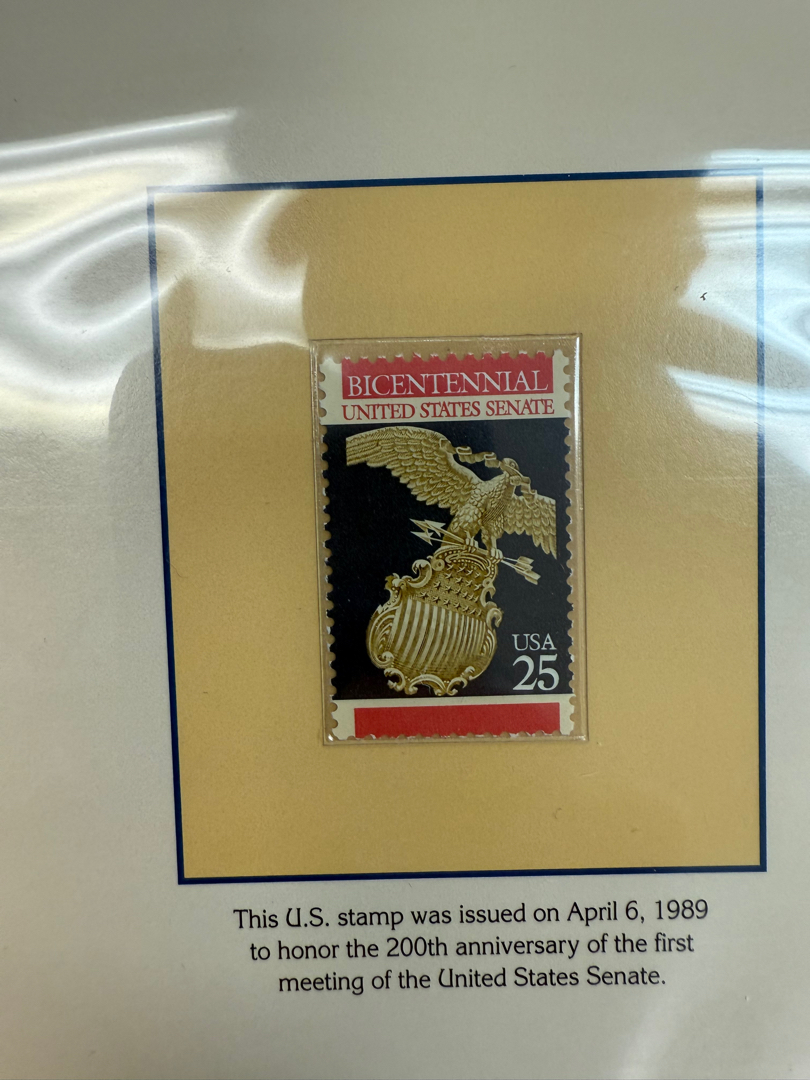 BICENTENNIAL
UNITED STATES SENATE
USA
25
This U.S. stamp was issued on April 6, 1989
to honor the 200th anniversary of the first
meeting of the United States Senate.